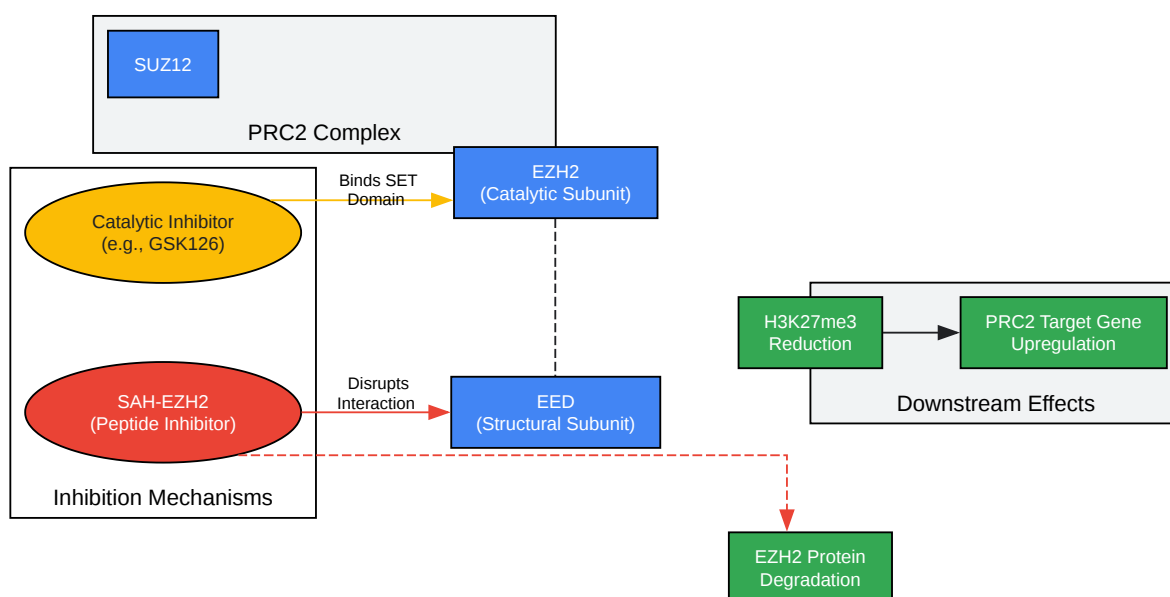 SUZ12
PRC2 Complex
EZH2
(Catalytic Subunit)
Binds SET
Domain
Catalytic Inhibitor
(e.g., GSK126)
H3K27me3
Reduction
PRC2 Target Gene
Upregulation
Downstream Effects
Disrupts
Interaction
SAH-EZH2
(Peptide Inhibitor)
EED
(Structural Subunit)
Inhibition Mechanisms
EZH2 Protein
Degradation